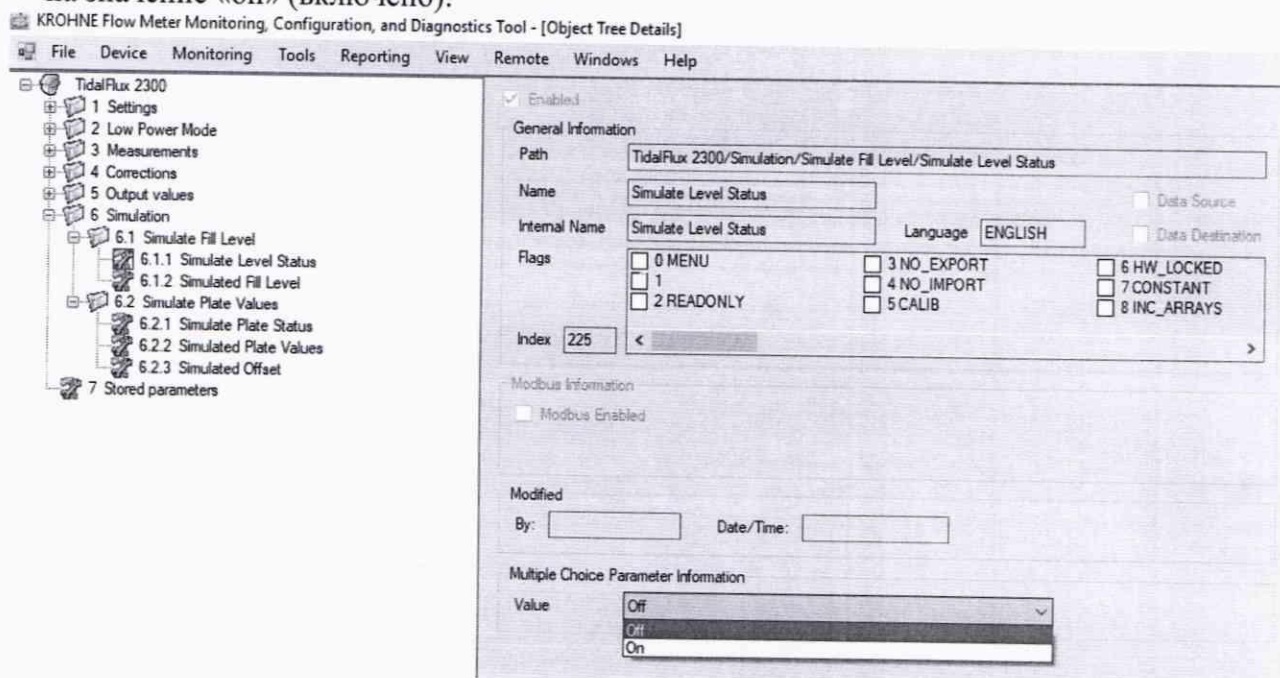 на значение «on» (включено).
KROHNE Flow Meter Monitoring, Configuration, and Diagnostics Tool - [Object Tree Details]
File Device Monitoring Tools Reporting View Remote Windows Help
TidalFlux 2300
1 Settings
2 Low Power Mode
3 Measurements
4 Corrections
5 Output values
6 Simulation
6.1 Simulate Fill Level
6.1.1 Simulate Level Status
6.1.2 Simulated Fill Level
6.2 Simulate Plate Values
6.2.1 Simulate Plate Status
6.2.2 Simulated Plate Values
6.2.3 Simulated Offset
7 Stored parameters
Enabled
General Information
Path TidalFlux 2300/Simulation/Simulate Fill Level/Simulate Level Status
Name Simulate Level Status Data Source
Internal Name Simulate Level Status Language ENGLISH Data Destination
Flags 0 MENU 3 NO_EXPORT 6 HW_LOCKED
1 4 NO_IMPORT 7 CONSTANT
2 READONLY 5 CALIB 8 INC_ARRAYS
Index 225 < >
Modbus Information
Modbus Enabled
Modified
By: Date/Time:
Multiple Choice Parameter Information
Value Off
Off
On